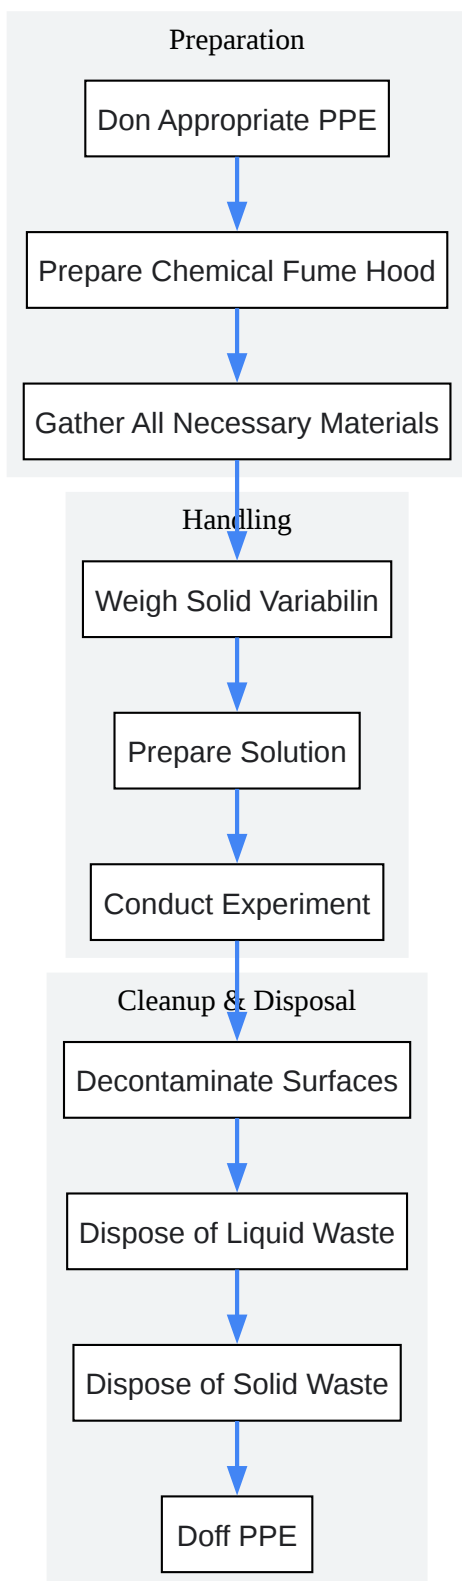 Preparation
Don Appropriate PPE
Prepare Chemical Fume Hood
Gather All Necessary Materials
Handling
Weigh Solid Variabilin
Prepare Solution
Conduct Experiment
Cleanup & Disposal
Decontaminate Surfaces
Dispose of Liquid Waste
Dispose of Solid Waste
Doff PPE